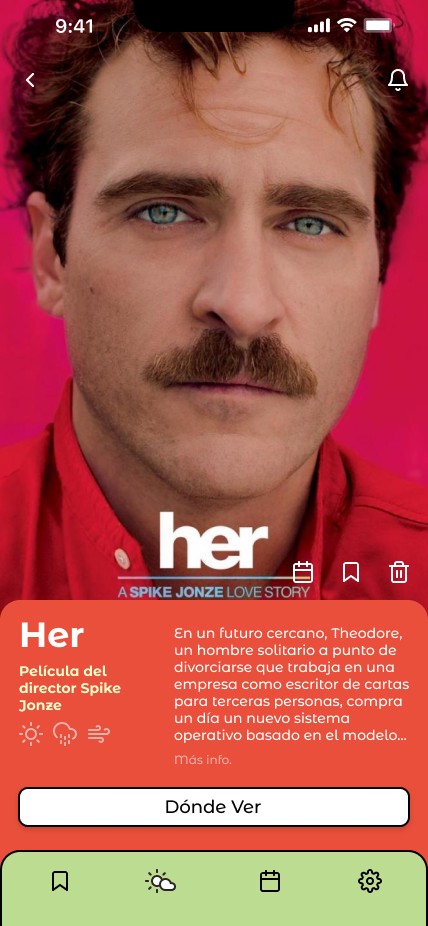 9:41
her
A SPIKE JONZE LOVE STORY
Her
Película del
director Spike
Jonze
En un futuro cercano, Theodore,
un hombre solitario a punto de
divorciarse que trabaja en una
empresa como escritor de cartas
para terceras personas, compra
un día un nuevo sistema
operativo basado en el modelo...
Más info.
Dónde Ver